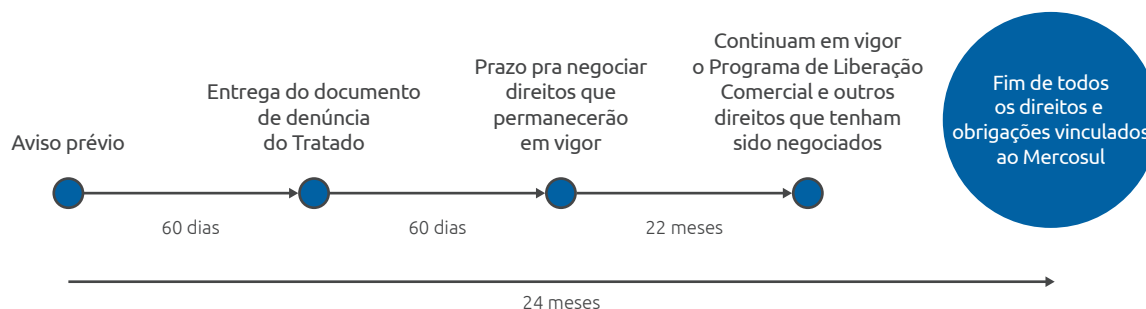 Aviso prévio
Entrega do documento
de denúncia
do Tratado
Prazo pra negociar
direitos que
permanecerão
em vigor
Continuam em vigor
o Programa de Liberação
Comercial e outros
direitos que tenham
sido negociados
Fim de todos
os direitos e
obrigações vinculados
ao Mercosul
60 dias
60 dias
22 meses
24 meses